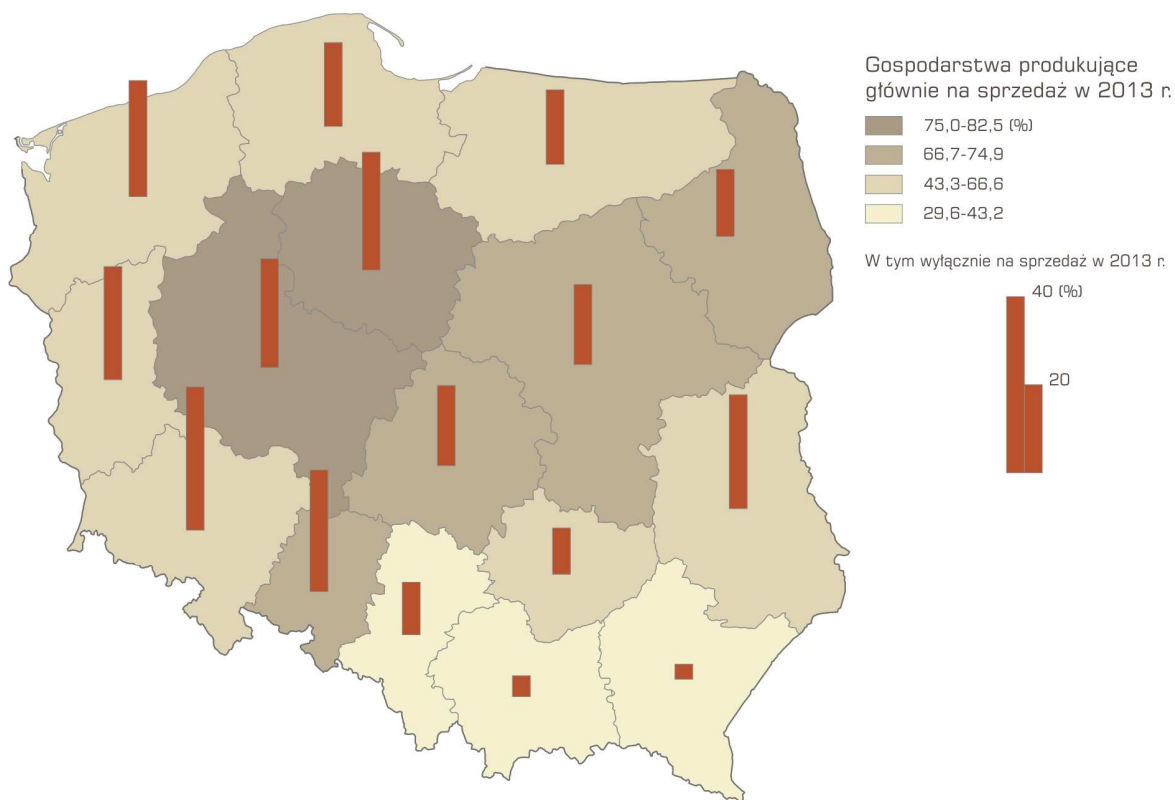 Gospodarstwa produkujące
głównie na sprzedaż w 2013 r.
75,0-82,5 (%)
66,7-74,9
43,3-66,6
29,6-43,2
W tym wyłącznie na sprzedaż w 2013 r.
40 (%)
20